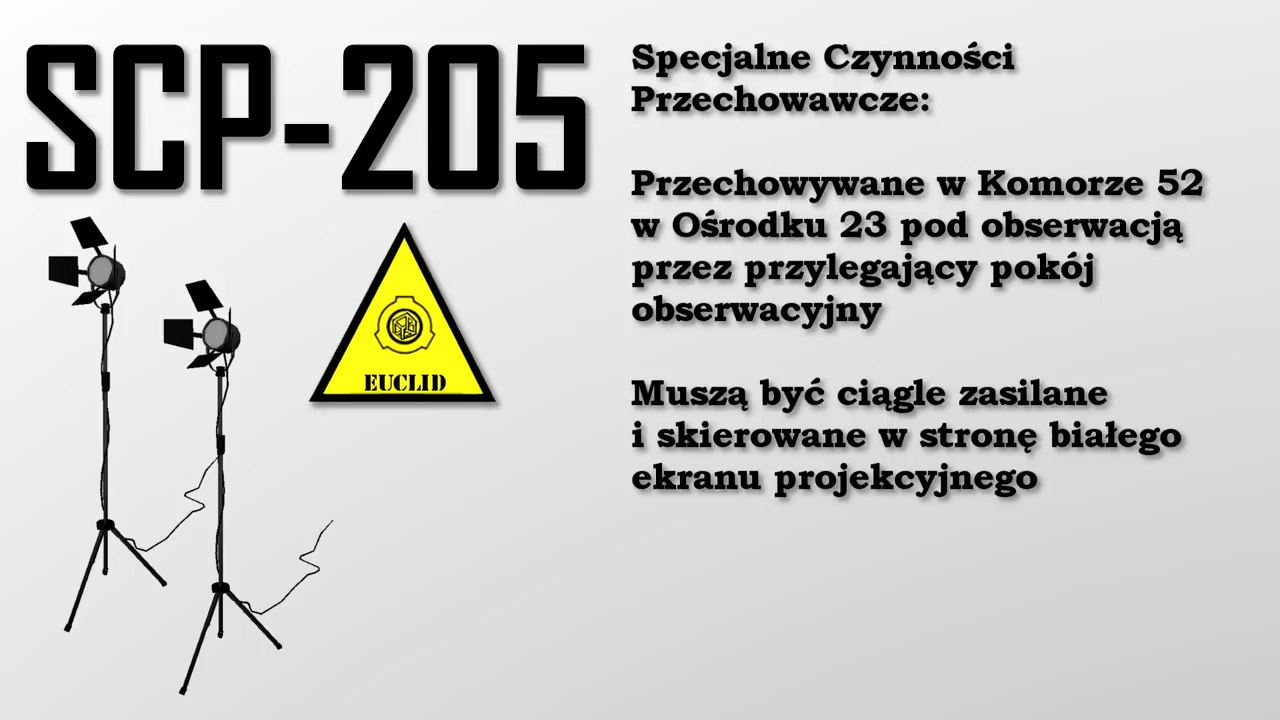 SCP-205
EUCLID
Specjalne Czynności
Przechowawcze:
Przechowywane w Komorze 52
w Ośrodku 23 pod obserwacją
przez przylegający pokój
obserwacyjny
Muszą być ciągle zasilane
i skierowane w stronę białego
ekranu projekcyjnego